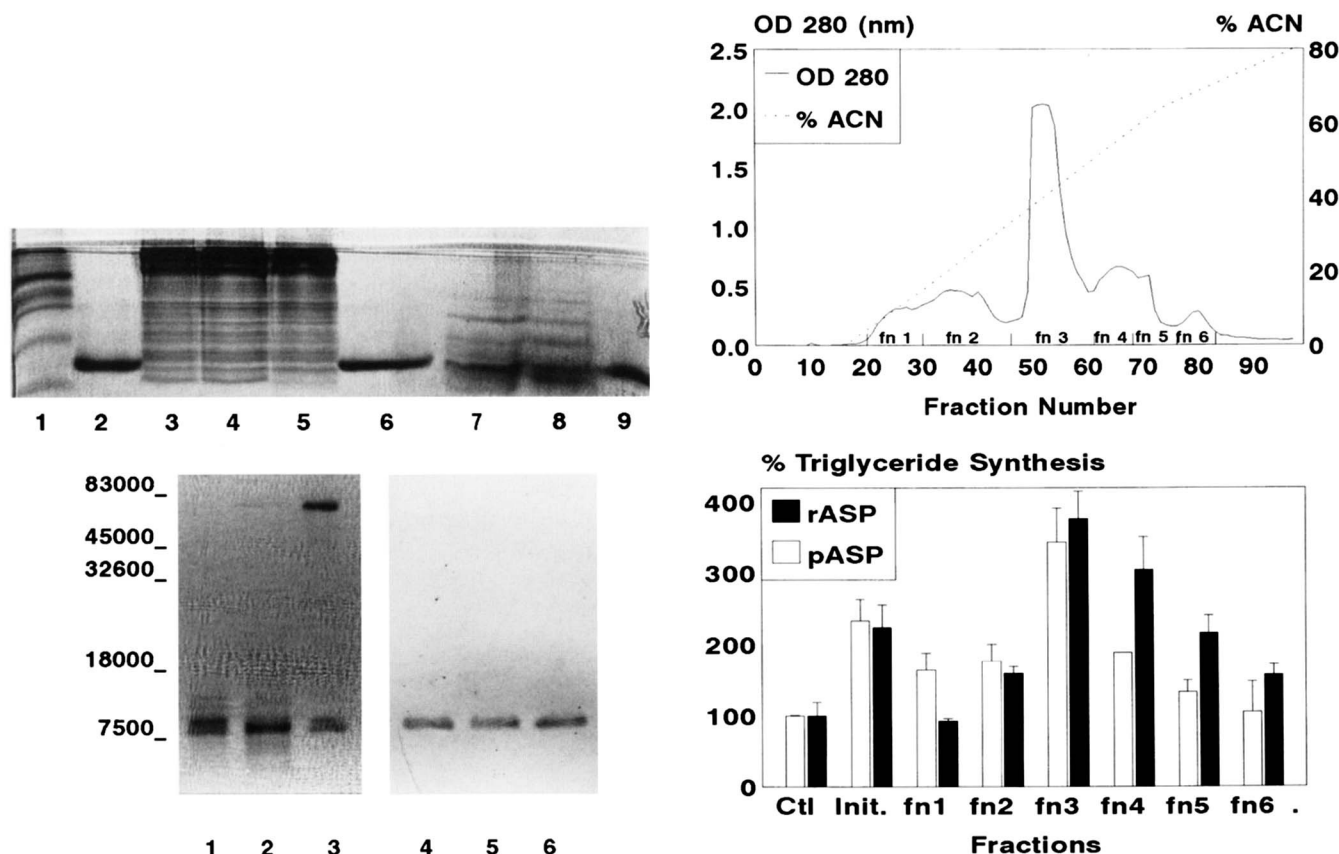 1 2 3 4 5 6 7 8 9
83000_
45000_
32600_
18000_
7500_
1 2 3
4 5 6
OD 280 (nm)
% ACN
2.5
2.0
1.5
1.0
0.5
0.0
OD 280
% ACN
80
60
40
20
0
fn 1 fn 2 fn 3 fn 4 fn 5 fn 6
0 10 20 30 40 50 60 70 80 90
Fraction Number
% Triglyceride Synthesis
400
300
200
100
0
rASP
pASP
Ctl Init. fn1 fn2 fn3 fn4 fn5 fn6 .
Fractions